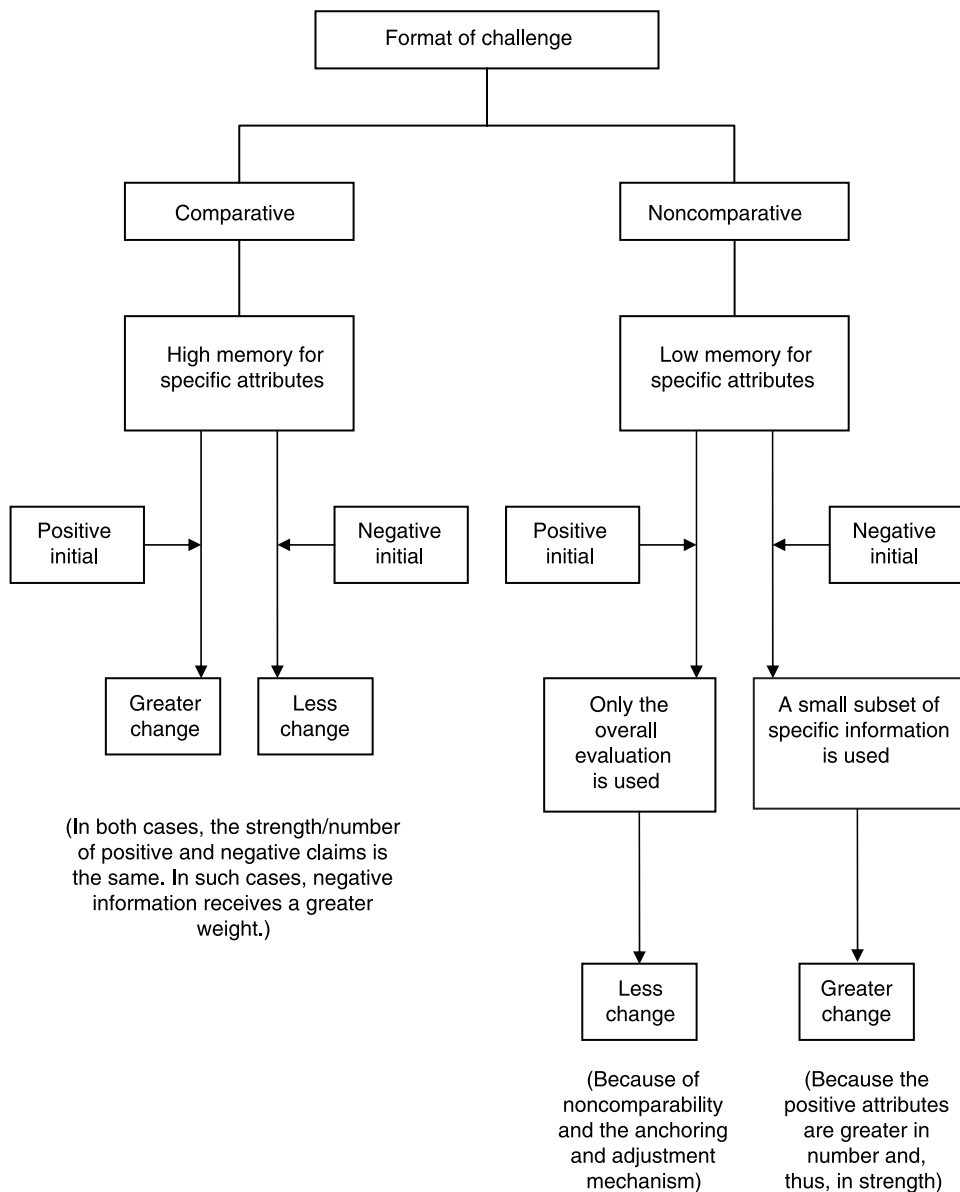 Format of challenge
Comparative
Noncomparative
High memory for
specific attributes
Low memory for
specific attributes
Positive
initial
Negative
initial
Positive
initial
Negative
initial
Greater
change
Less
change
Only the
overall
evaluation
is used
A small subset of
specific information
is used
(In both cases, the strength/number
of positive and negative claims is
the same. In such cases, negative
information receives a greater
weight.)
Less
change
Greater
change
(Because of
noncomparability
and the anchoring
and adjustment
mechanism)
(Because the
positive attributes
are greater in
number and,
thus, in strength)